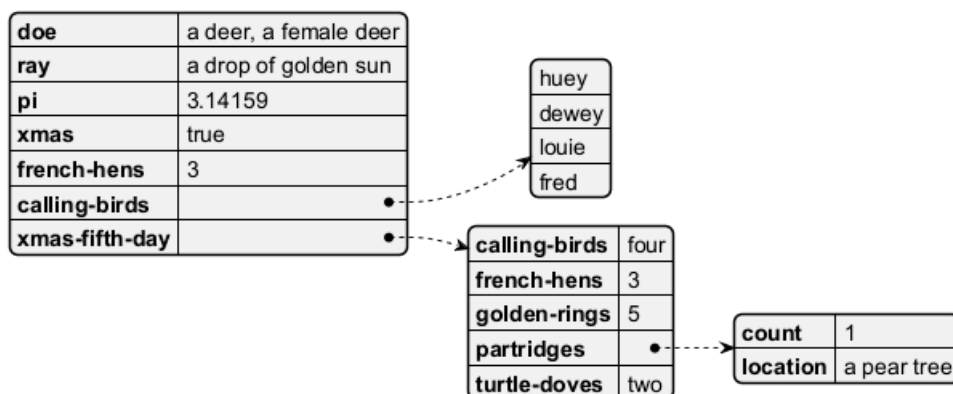 doe a deer, a female deer
ray a drop of golden sun
pi 3.14159
xmas true
french-hens 3
calling-birds
xmas-fifth-day
huey
dewey
louie
fred
calling-birds four
french-hens 3
golden-rings 5
partridges
turtle-doves two
count 1
location a pear tree